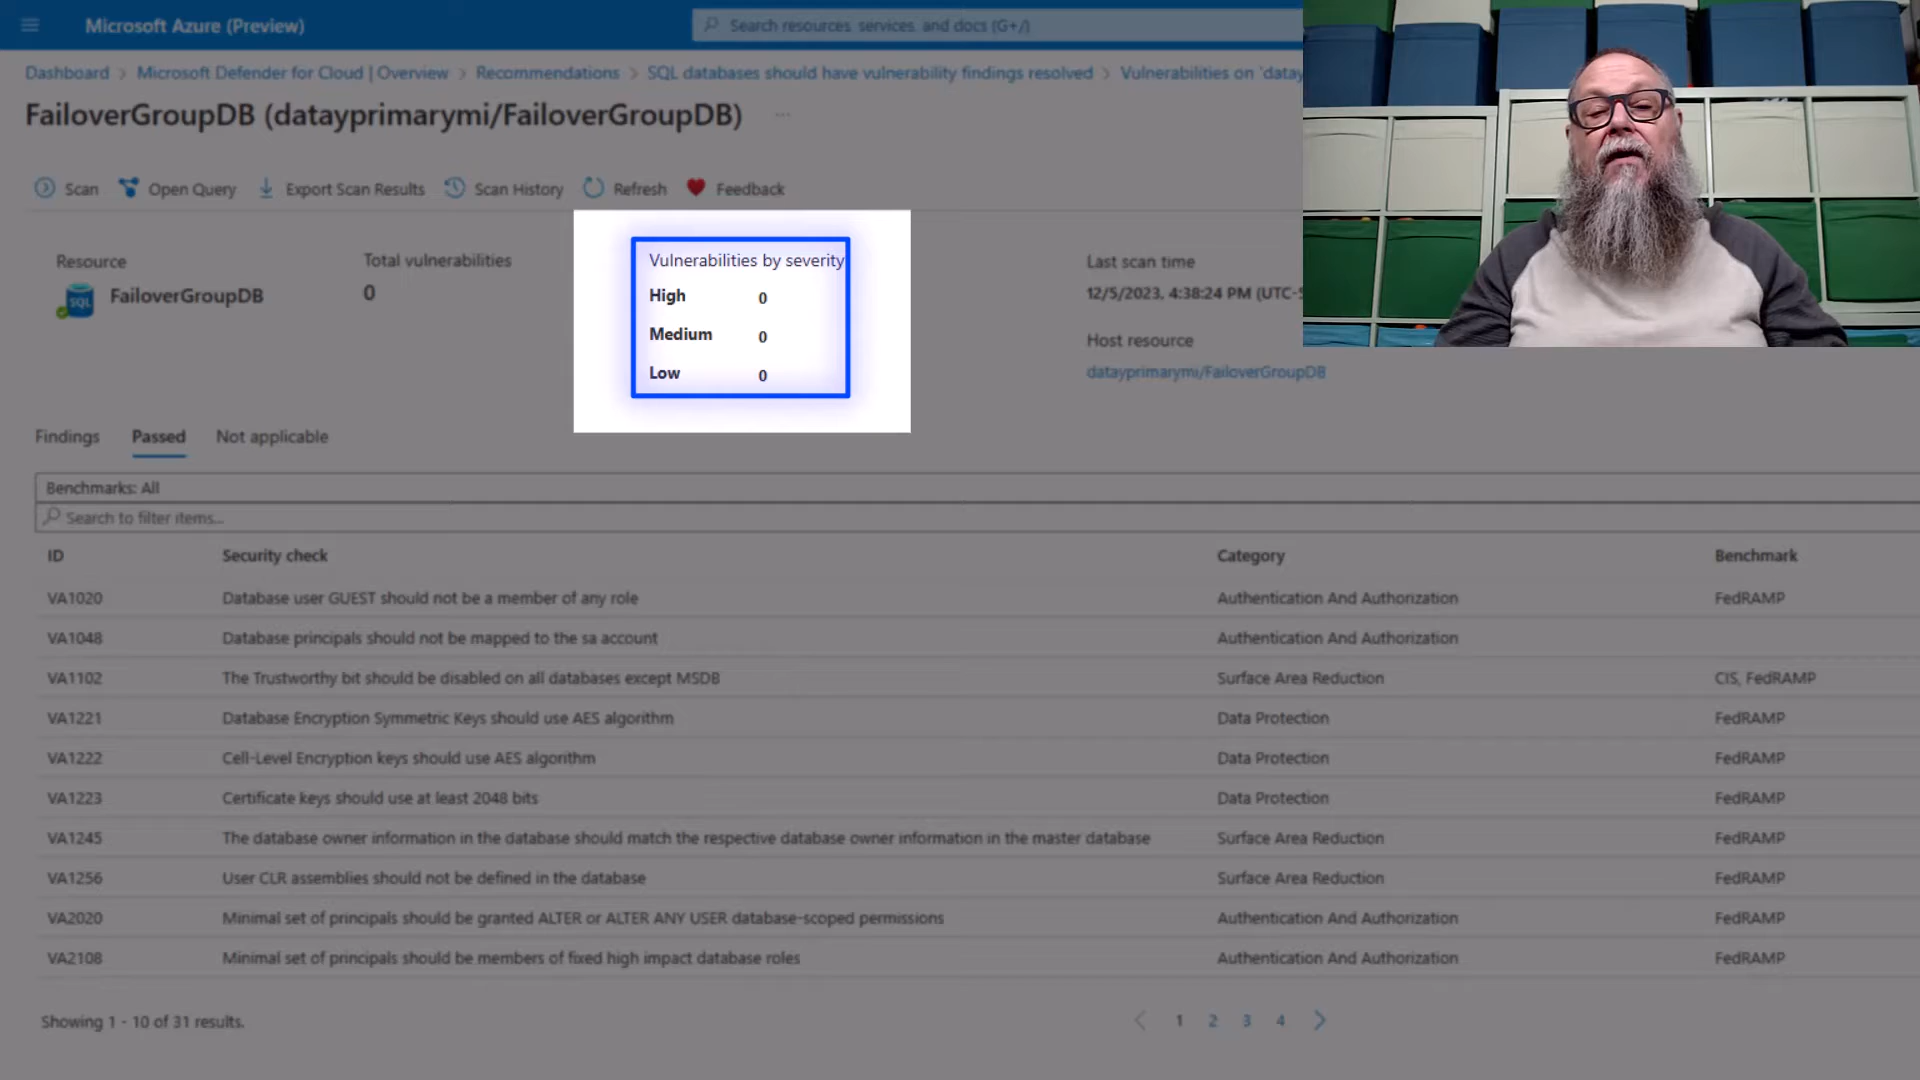 Microsoft Azure (Preview)
Search resources, services, and docs (G+/)
Dashboard > Microsoft Defender for Cloud | Overview > Recommendations > SQL databases should have vulnerability findings resolved > Vulnerabilities on 'datay
FailoverGroupDB (datayprimarymi/FailoverGroupDB) ...
Scan Open Query Export Scan Results Scan History Refresh Feedback
Resource
SQL FailoverGroupDB
Total vulnerabilities
0
Vulnerabilities by severity
High 0
Medium 0
Low 0
Last scan time
12/5/2023, 4:38:24 PM (UTC-
Host resource
datayprimarymi/FailoverGroupDB
Findings Passed Not applicable
Benchmarks: All
Search to filter items...
ID Security check Category Benchmark
VA1020 Database user GUEST should not be a member of any role Authentication And Authorization FedRAMP
VA1048 Database principals should not be mapped to the sa account Authentication And Authorization
VA1102 The Trustworthy bit should be disabled on all databases except MSDB Surface Area Reduction CIS, FedRAMP
VA1221 Database Encryption Symmetric Keys should use AES algorithm Data Protection FedRAMP
VA1222 Cell-Level Encryption keys should use AES algorithm Data Protection FedRAMP
VA1223 Certificate keys should use at least 2048 bits Data Protection FedRAMP
VA1245 The database owner information in the database should match the respective database owner information in the master database Surface Area Reduction FedRAMP
VA1256 User CLR assemblies should not be defined in the database Surface Area Reduction FedRAMP
VA2020 Minimal set of principals should be granted ALTER or ALTER ANY USER database-scoped permissions Authentication And Authorization FedRAMP
VA2108 Minimal set of principals should be members of fixed high impact database roles Authentication And Authorization FedRAMP
Showing 1 - 10 of 31 results.
< 1 2 3 4 >